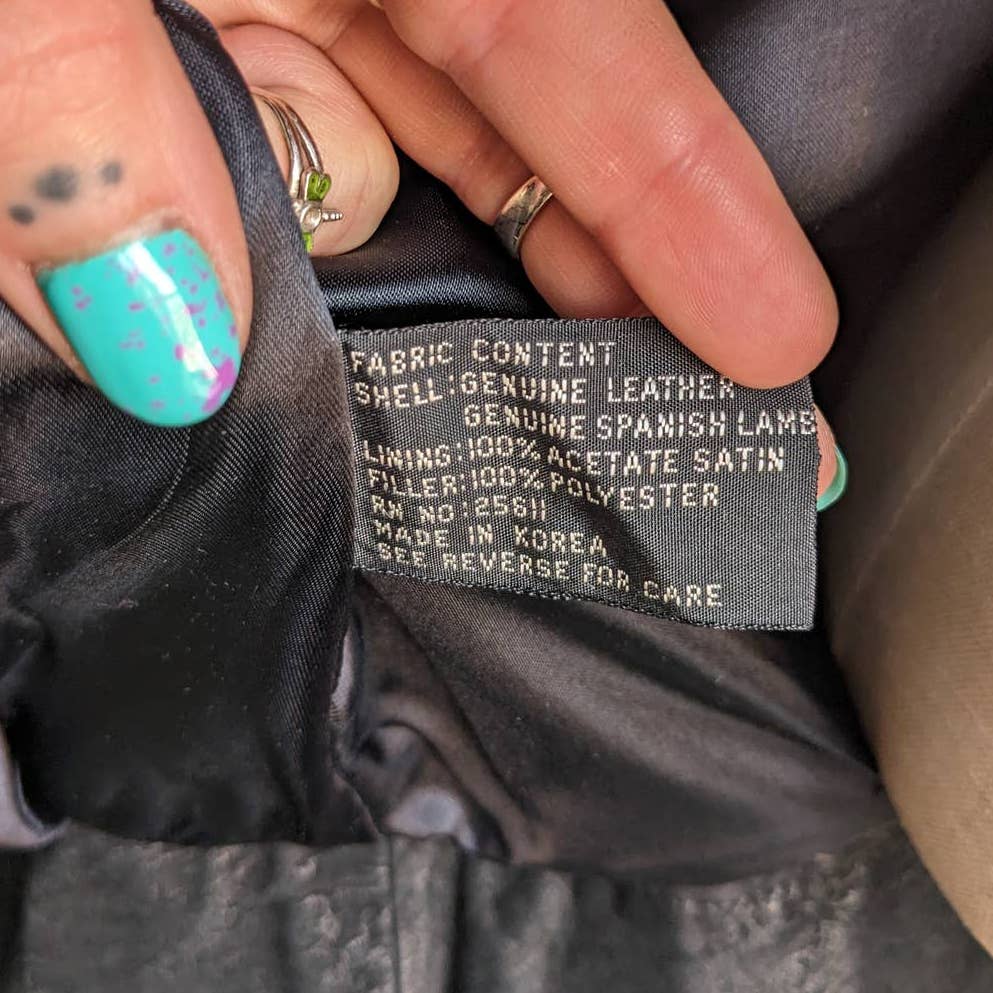 FABRIC CONTENT
SHELL:GENUINE LEATHER
GENUINE SPANISH LAMB
LINING:100% ACETATE SATIN
FILLER:100% POLYESTER
RN NO:25611
MADE IN KOREA
SEE REVERSE FOR CARE